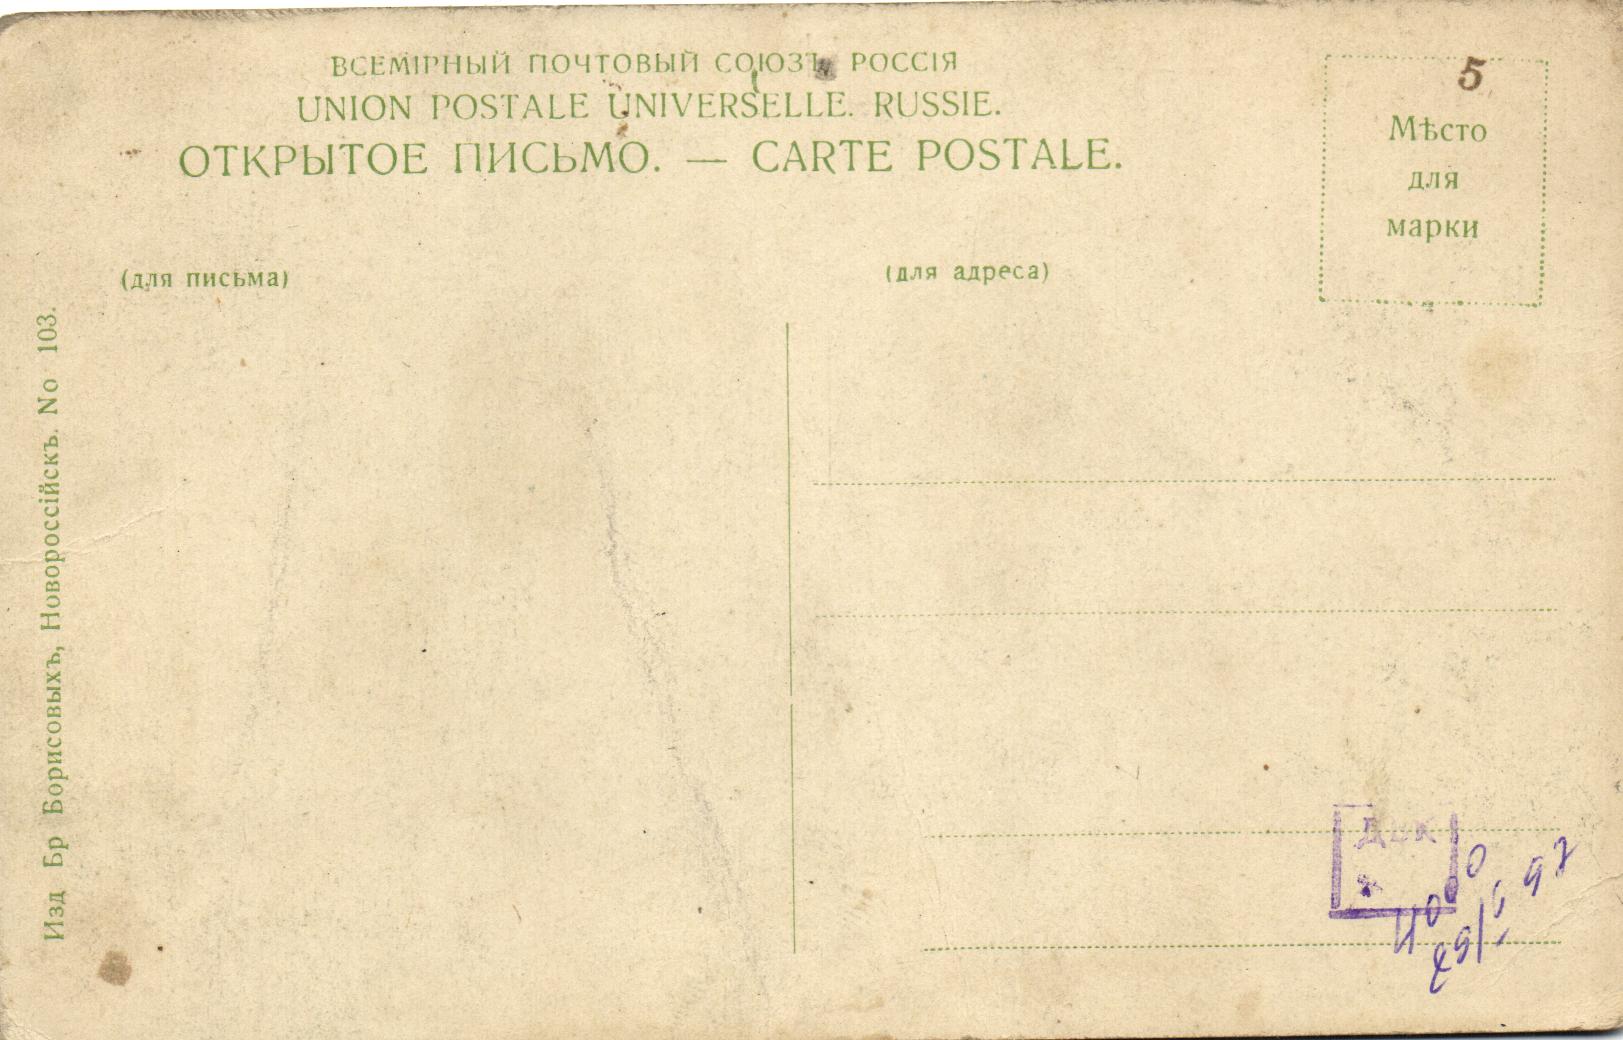 ВСЕМІРНЫЙ ПОЧТОВЫЙ СОЮЗЪ РОССІЯ
UNION POSTALE UNIVERSELLE. RUSSIE.
ОТКРЫТОЕ ПИСЬМО. — CARTE POSTALE.
5
Мѣсто
для
марки
(для письма)
(для адреса)
Изд Бр Борисовыхъ, Новороссійскъ. No 103.